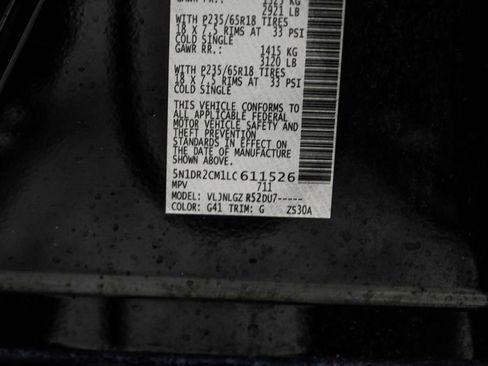 2921 LB
WITH P235/65R18 TIRES
18 X 7.5 RIMS AT 33 PSI
COLD SINGLE
GAWR RR.: 1415 KG
3120 LB
WITH P235/65R18 TIRES
18 X 7.5 RIMS AT 33 PSI
COLD SINGLE
THIS VEHICLE CONFORMS TO
ALL APPLICABLE FEDERAL
MOTOR VEHICLE SAFETY AND
THEFT PREVENTION
STANDARDS IN EFFECT ON
THE DATE OF MANUFACTURE
SHOWN ABOVE.
5N1DR2CM1LC611526
MPV 711
MODEL: VLJNLGZ R52DU7-----
COLOR: G41 TRIM: G ZS30A